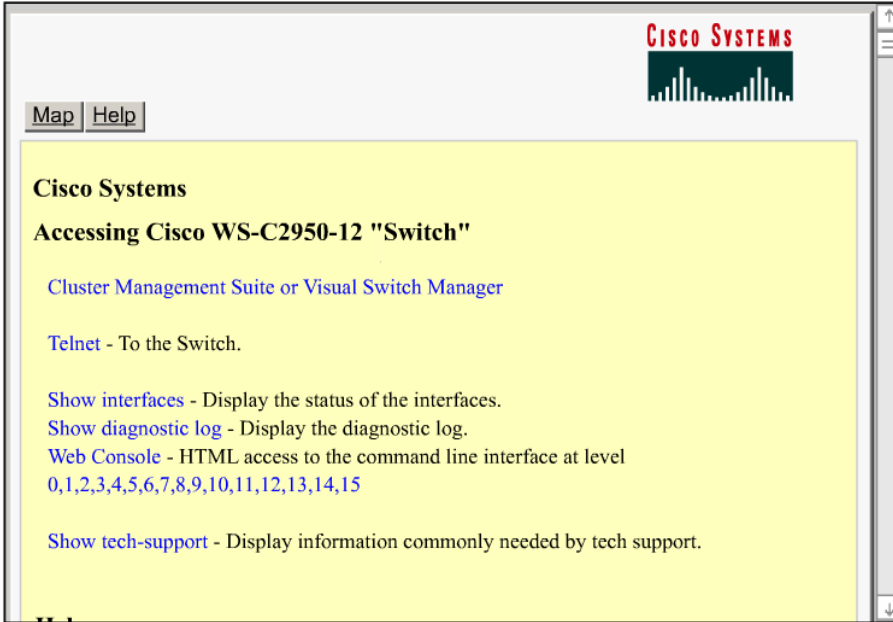 CISCO SYSTEMS
Map Help
Cisco Systems
Accessing Cisco WS-C2950-12 "Switch"
Cluster Management Suite or Visual Switch Manager
Telnet - To the Switch.
Show interfaces - Display the status of the interfaces.
Show diagnostic log - Display the diagnostic log.
Web Console - HTML access to the command line interface at level
0,1,2,3,4,5,6,7,8,9,10,11,12,13,14,15
Show tech-support - Display information commonly needed by tech support.